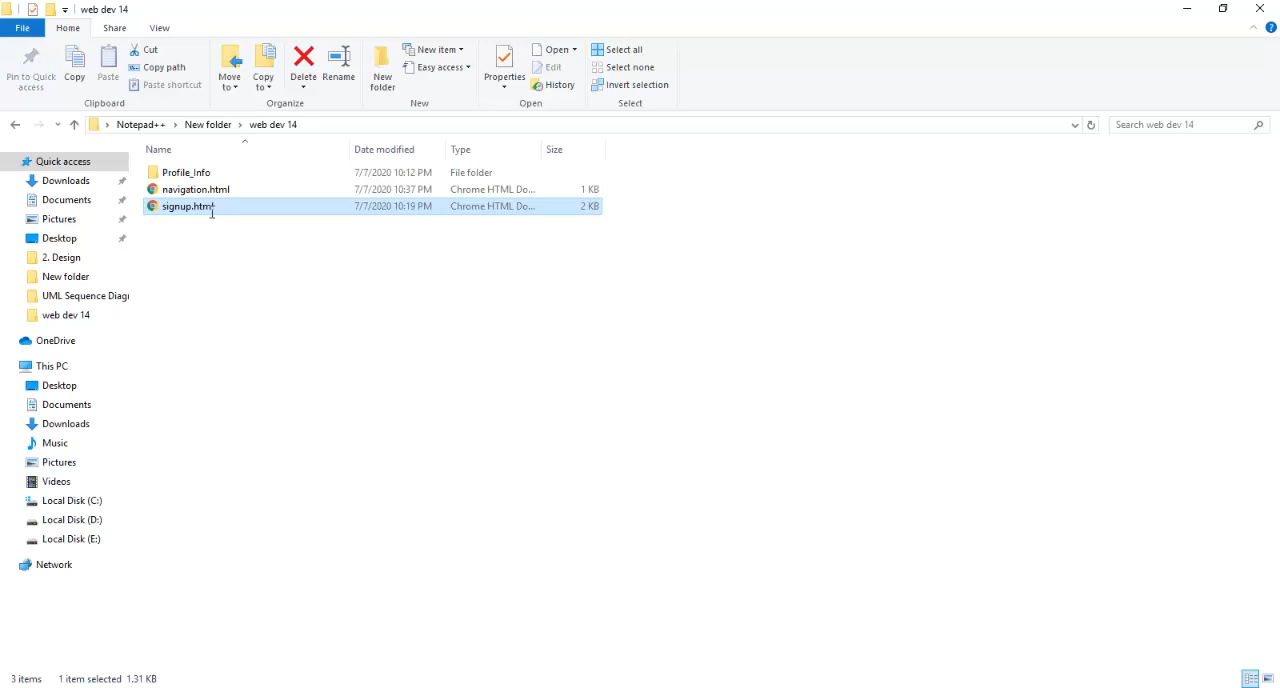 web dev 14
File Home Share View
Pin to Quick access Copy Paste Cut Copy path Paste shortcut Clipboard
Move to Copy to Delete Rename Organize
New folder New item Easy access New
Properties Open Edit History Open
Select all Select none Invert selection Select
Notepad++ New folder web dev 14 Search web dev 14
Name Date modified Type Size
Profile_Info 7/7/2020 10:12 PM File folder
navigation.html 7/7/2020 10:37 PM Chrome HTML Do... 1 KB
signup.html 7/7/2020 10:19 PM Chrome HTML Do... 2 KB
Quick access
Downloads
Documents
Pictures
Desktop
2. Design
New folder
UML Sequence Diagr
web dev 14
OneDrive
This PC
Desktop
Documents
Downloads
Music
Pictures
Videos
Local Disk (C:)
Local Disk (D:)
Local Disk (E:)
Network
3 items 1 item selected 1.31 KB